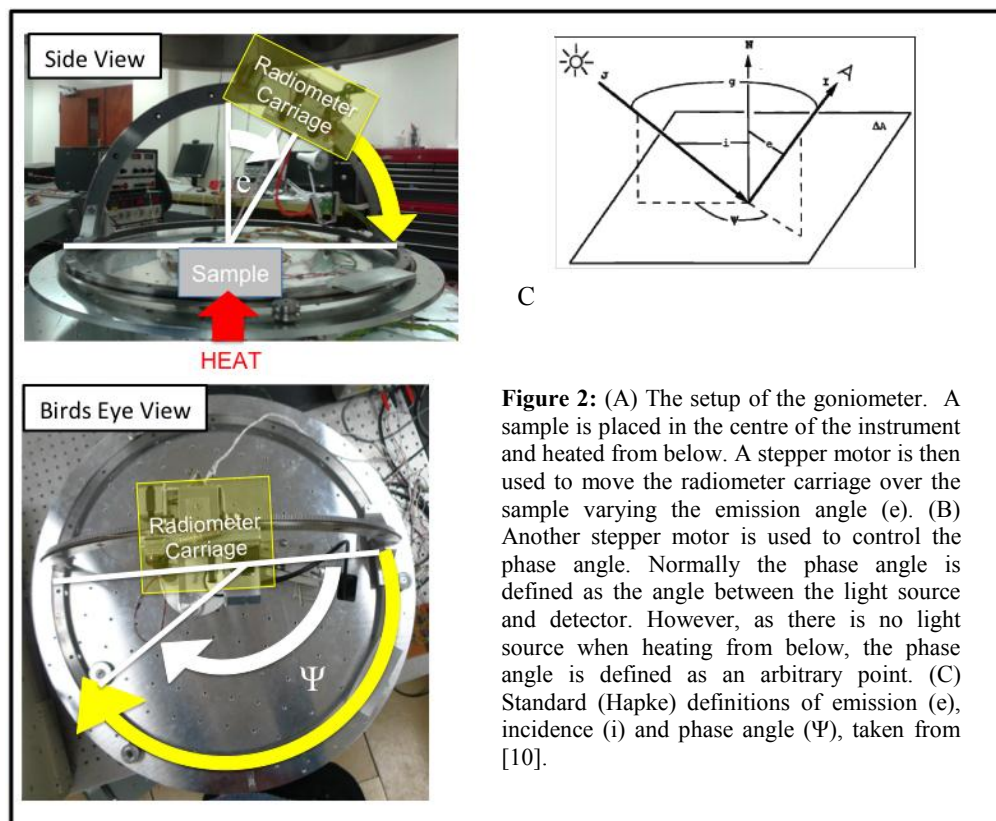 Side View
Radiometer
Carriage
e
Sample
HEAT
J
N
I
g
ΔA
i
e
Ψ
C
Birds Eye View
Radiometer
Carriage
Ψ
Figure 2: (A) The setup of the goniometer. A
sample is placed in the centre of the instrument
and heated from below. A stepper motor is then
used to move the radiometer carriage over the
sample varying the emission angle (e). (B)
Another stepper motor is used to control the
phase angle. Normally the phase angle is
defined as the angle between the light source
and detector. However, as there is no light
source when heating from below, the phase
angle is defined as an arbitrary point. (C)
Standard (Hapke) definitions of emission (e),
incidence (i) and phase angle (Ψ), taken from
[10].